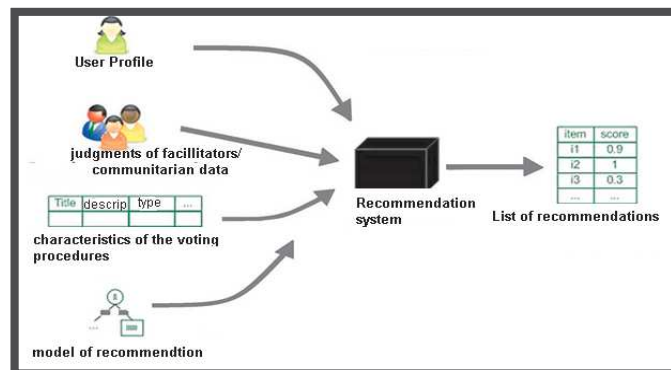 User Profile
judgments of facillitators/
communitarian data
Title descrip type ...
characteristics of the voting
procedures
...
model of recommendtion
Recommendation
system
item score
i1 0.9
i2 1
i3 0.3
... ...
List of recommendations